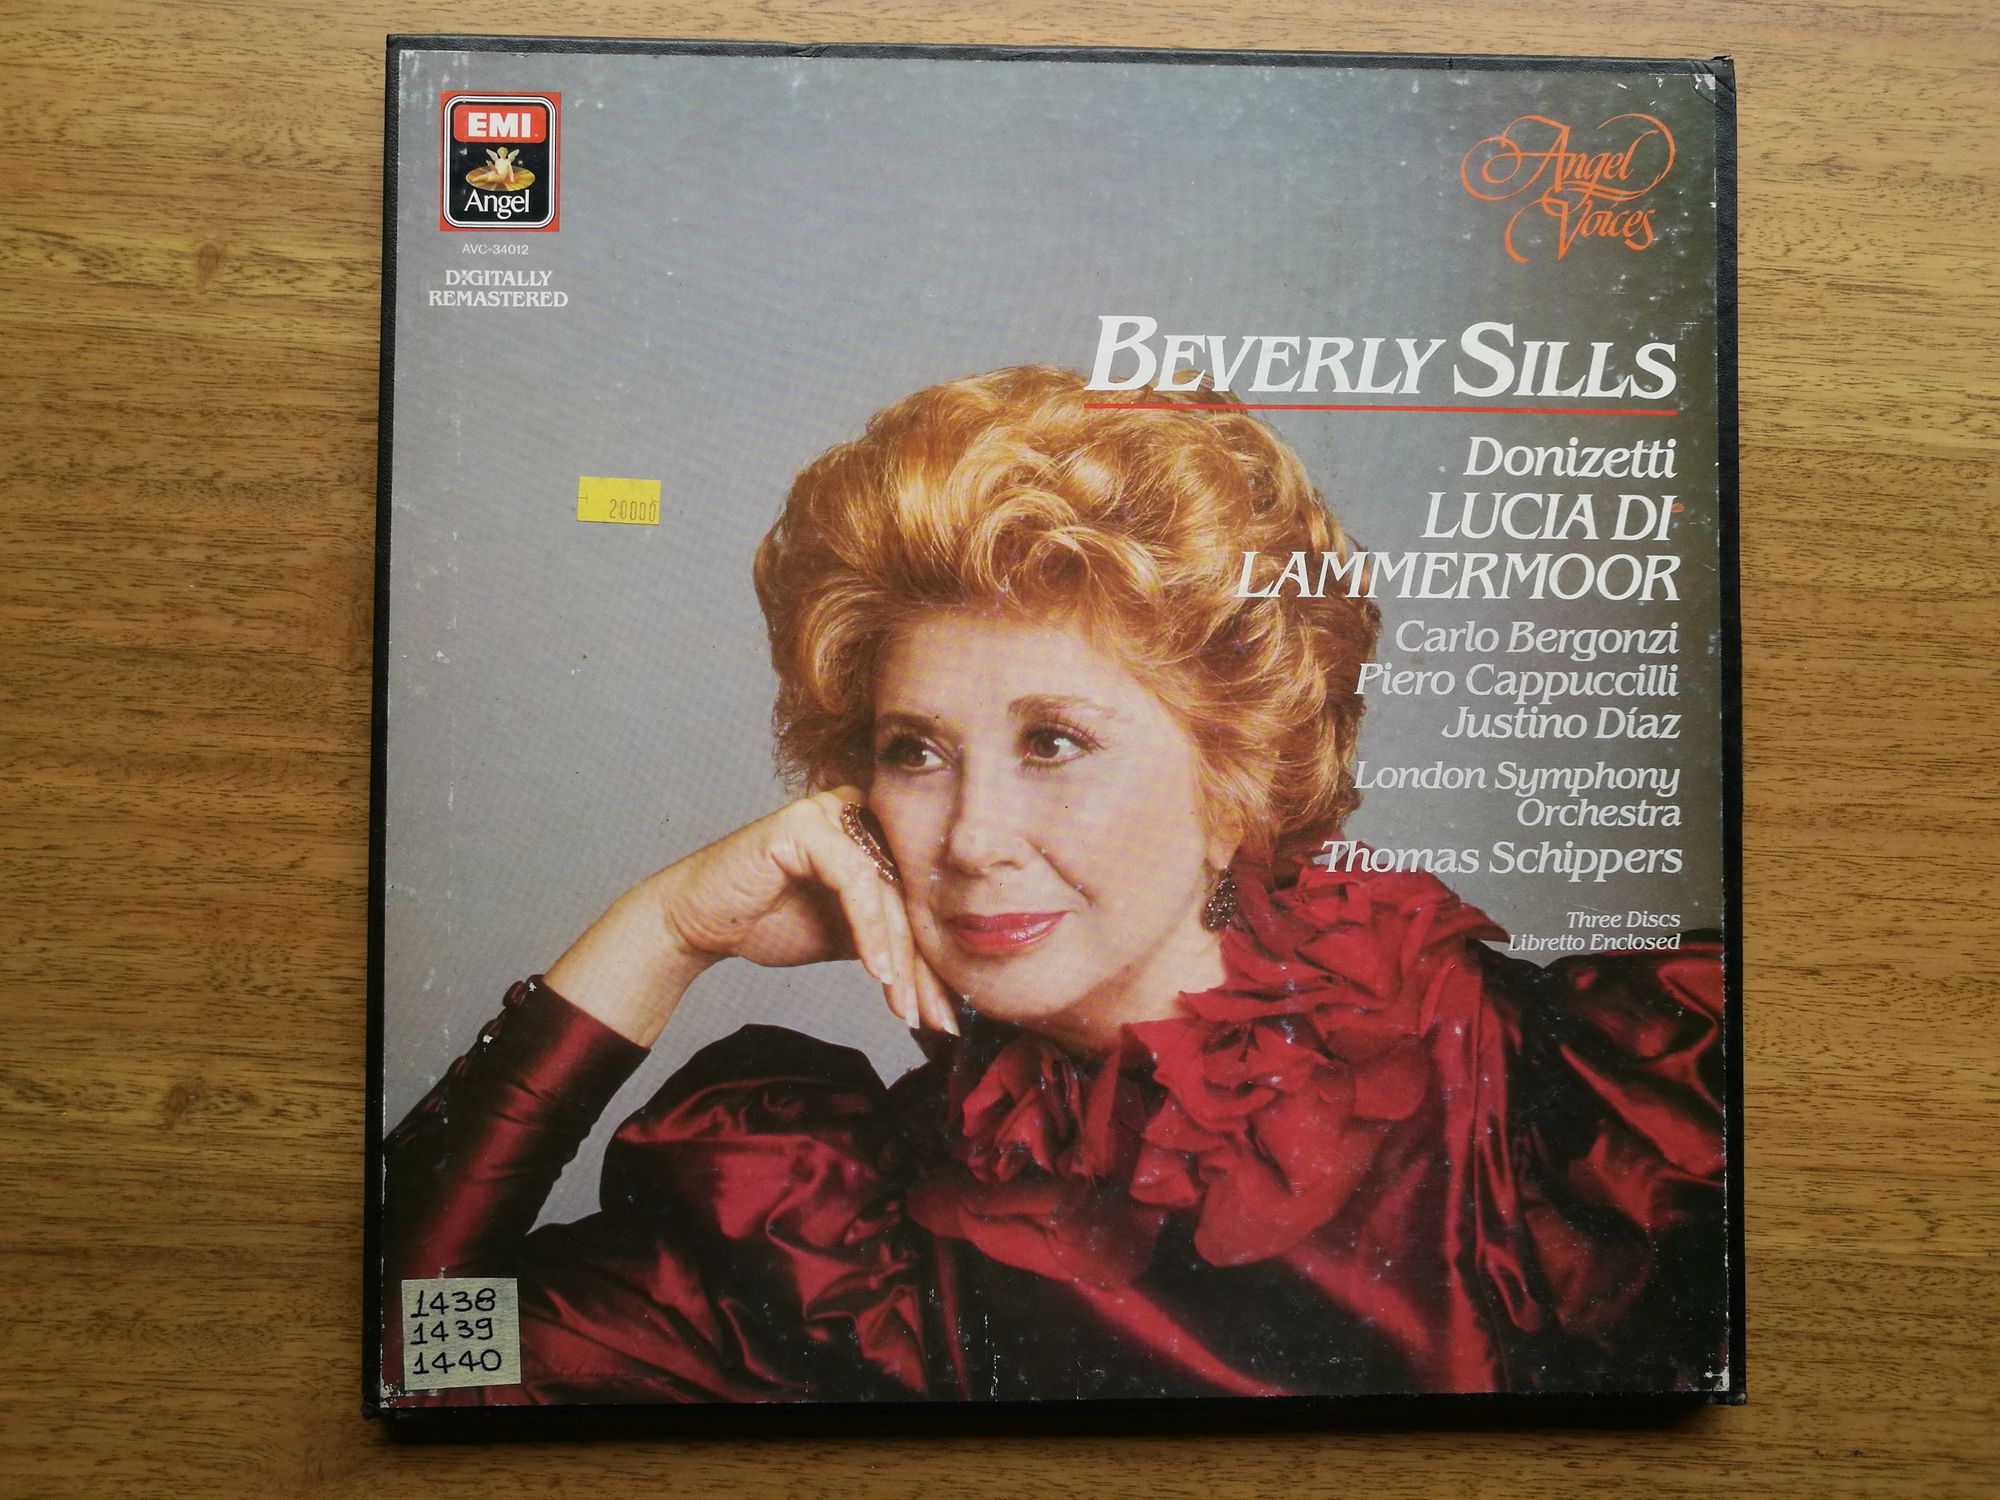 EMI
Angel
AVC-34012
DIGITALLY
REMASTERED
Angel
Voices
BEVERLY SILLS
Donizetti
LUCIA DI
LAMMERMOOR
Carlo Bergonzi
Piero Cappuccilli
Justino Díaz
London Symphony
Orchestra
Thomas Schippers
Three Discs
Libretto Enclosed
20000
1438
1439
1440